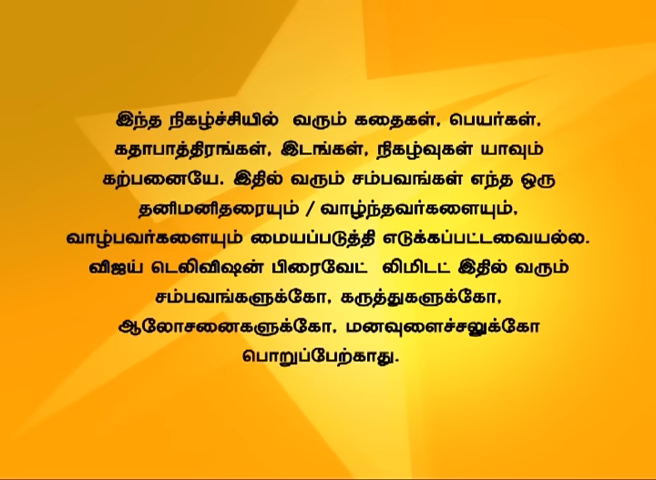 இந்த நிகழ்ச்சியில் வரும் கதைகள், பெயர்கள்,
கதாபாத்திரங்கள், இடங்கள், நிகழ்வுகள் யாவும்
கற்பனையே. இதில் வரும் சம்பவங்கள் எந்த ஒரு
தனிமனிதரையும் / வாழ்ந்தவர்களையும்,
வாழ்பவர்களையும் மையப்படுத்தி எடுக்கப்பட்டவையல்ல.
விஜய் டெலிவிஷன் பிரைவேட் லிமிடட் இதில் வரும்
சம்பவங்களுக்கோ, கருத்துகளுக்கோ,
ஆலோசனைகளுக்கோ, மனவுளைச்சலுக்கோ
பொறுப்பேற்காது.